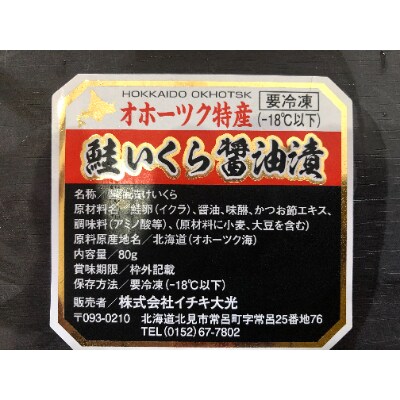 HOKKAIDO OKHOTSK
オホーツク特産
要冷凍
(-18℃以下)
鮭いくら醤油漬
名称/醤油漬けいくら
原材料名/鮭卵(イクラ)、醤油、味醂、かつお節エキス、
調味料(アミノ酸等)、(原材料に小麦、大豆を含む)
原料原産地名/北海道(オホーツク海)
内容量/80g
賞味期限/枠外記載
保存方法/要冷凍(-18℃以下)
販売者/株式会社イチキ大光
〒093-0210 北海道北見市常呂町字常呂25番地76
TEL(0152)67-7802